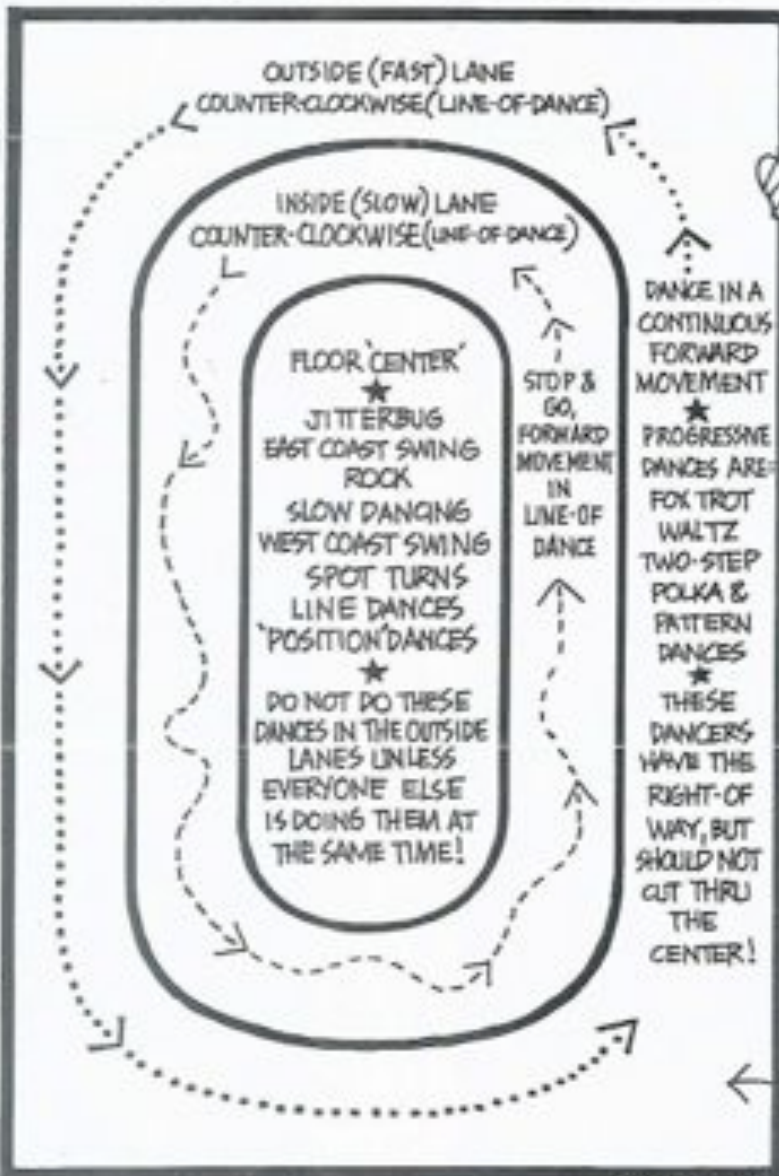 OUTSIDE (FAST) LANE
COUNTER-CLOCKWISE (LINE-OF-DANCE)
INSIDE (SLOW) LANE
COUNTER-CLOCKWISE (LINE-OF-DANCE)
FLOOR 'CENTER'
JITTERBUG
EAST COAST SWING
ROCK
SLOW DANCING
WEST COAST SWING
SPOT TURNS
LINE DANCES
'POSITION' DANCES
DO NOT DO THESE
DANCES IN THE OUTSIDE
LANES UNLESS
EVERYONE ELSE
IS DOING THEM AT
THE SAME TIME!
STOP &
GO,
FORWARD
MOVEMENT
IN
LINE-OF
DANCE
DANCE IN A
CONTINUOUS
FORWARD
MOVEMENT
PROGRESSIVE
DANCES ARE:
FOX TROT
WALTZ
TWO-STEP
POLKA &
PATTERN
DANCES
THESE
DANCERS
HAVE THE
RIGHT-OF
WAY, BUT
SHOULD NOT
CUT THRU
THE
CENTER!